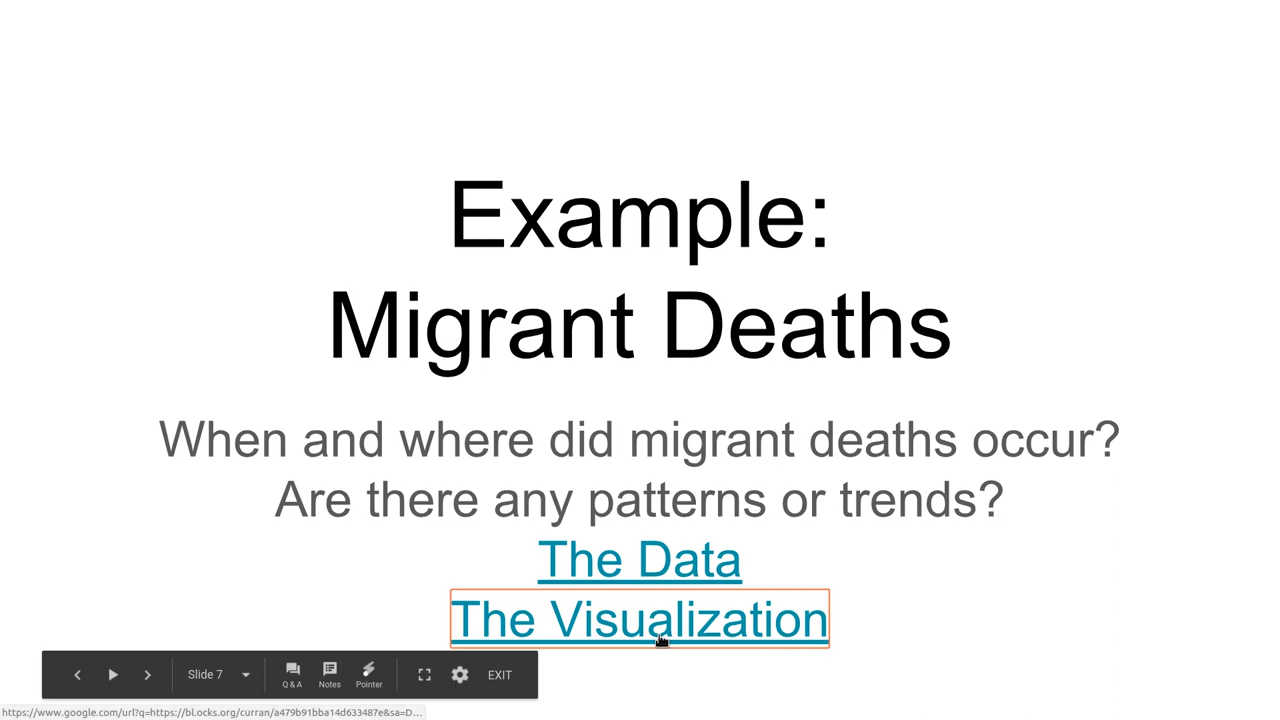 Example:
Migrant Deaths
When and where did migrant deaths occur?
Are there any patterns or trends?
The Data
The Visualization
Slide 7
Q & A
Notes
Pointer
EXIT
https://www.google.com/url?q=https://bl.ocks.org/curran/a479b91bba14d633487e&sa=D...